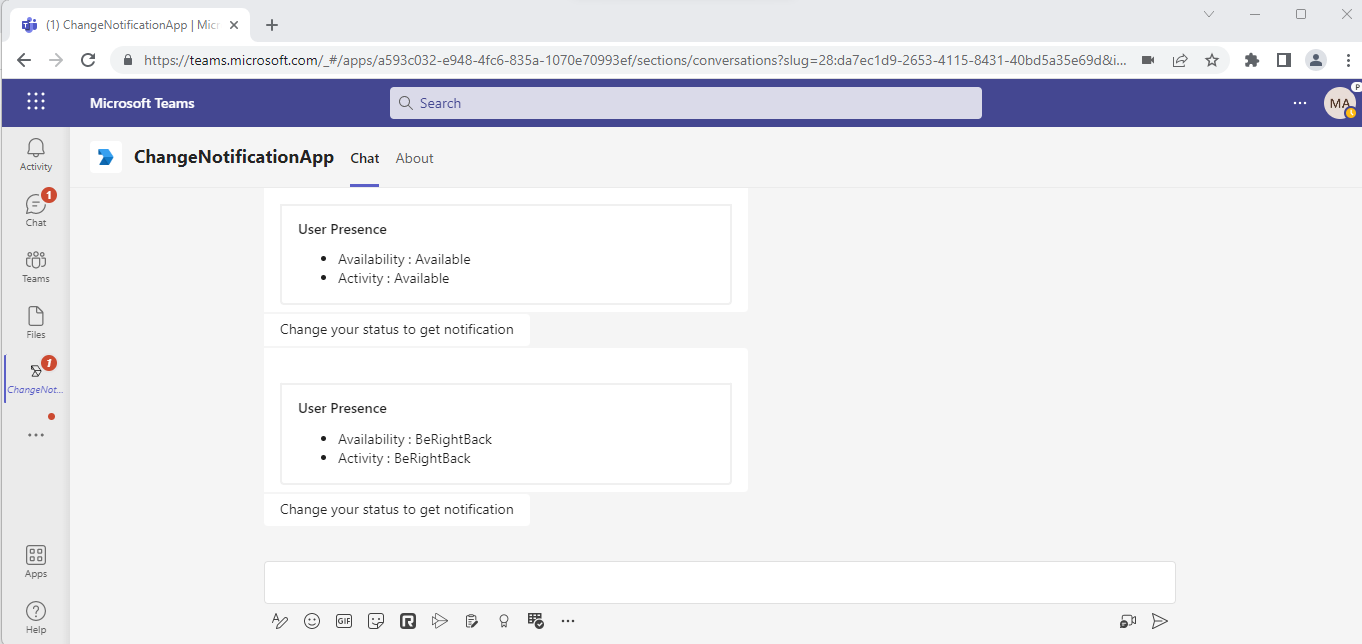 (1) ChangeNotificationApp | Micr
https://teams.microsoft.com/_#/apps/a593c032-e948-4fc6-835a-1070e70993ef/sections/conversations?slug=28:da7ec1d9-2653-4115-8431-40bd5a35e69d&i...
P
Microsoft Teams
Search
MA
Activity
ChangeNotificationApp
Chat
About
1
Chat
Teams
Files
1
ChangeNot...
Apps
Help
User Presence
Availability : Available
Activity : Available
Change your status to get notification
User Presence
Availability : BeRightBack
Activity : BeRightBack
Change your status to get notification
GIF